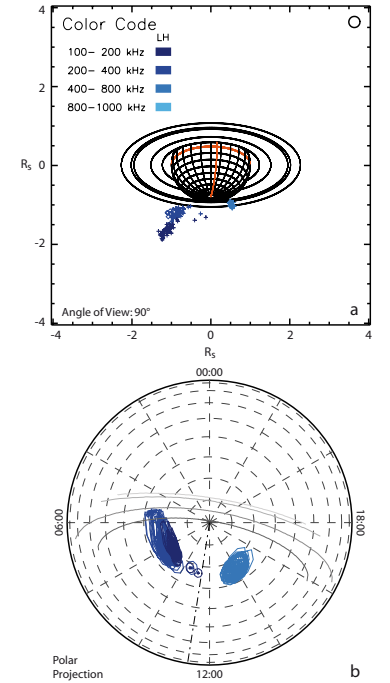 4
Color Code
LH
100– 200 kHz
200– 400 kHz
400– 800 kHz
800–1000 kHz
2
Rs 0
-2
Angle of View: 90° a
-4
-4 -2 0 2 4
Rs
00:00
06:00 18:00
Polar
Projection 12:00 b